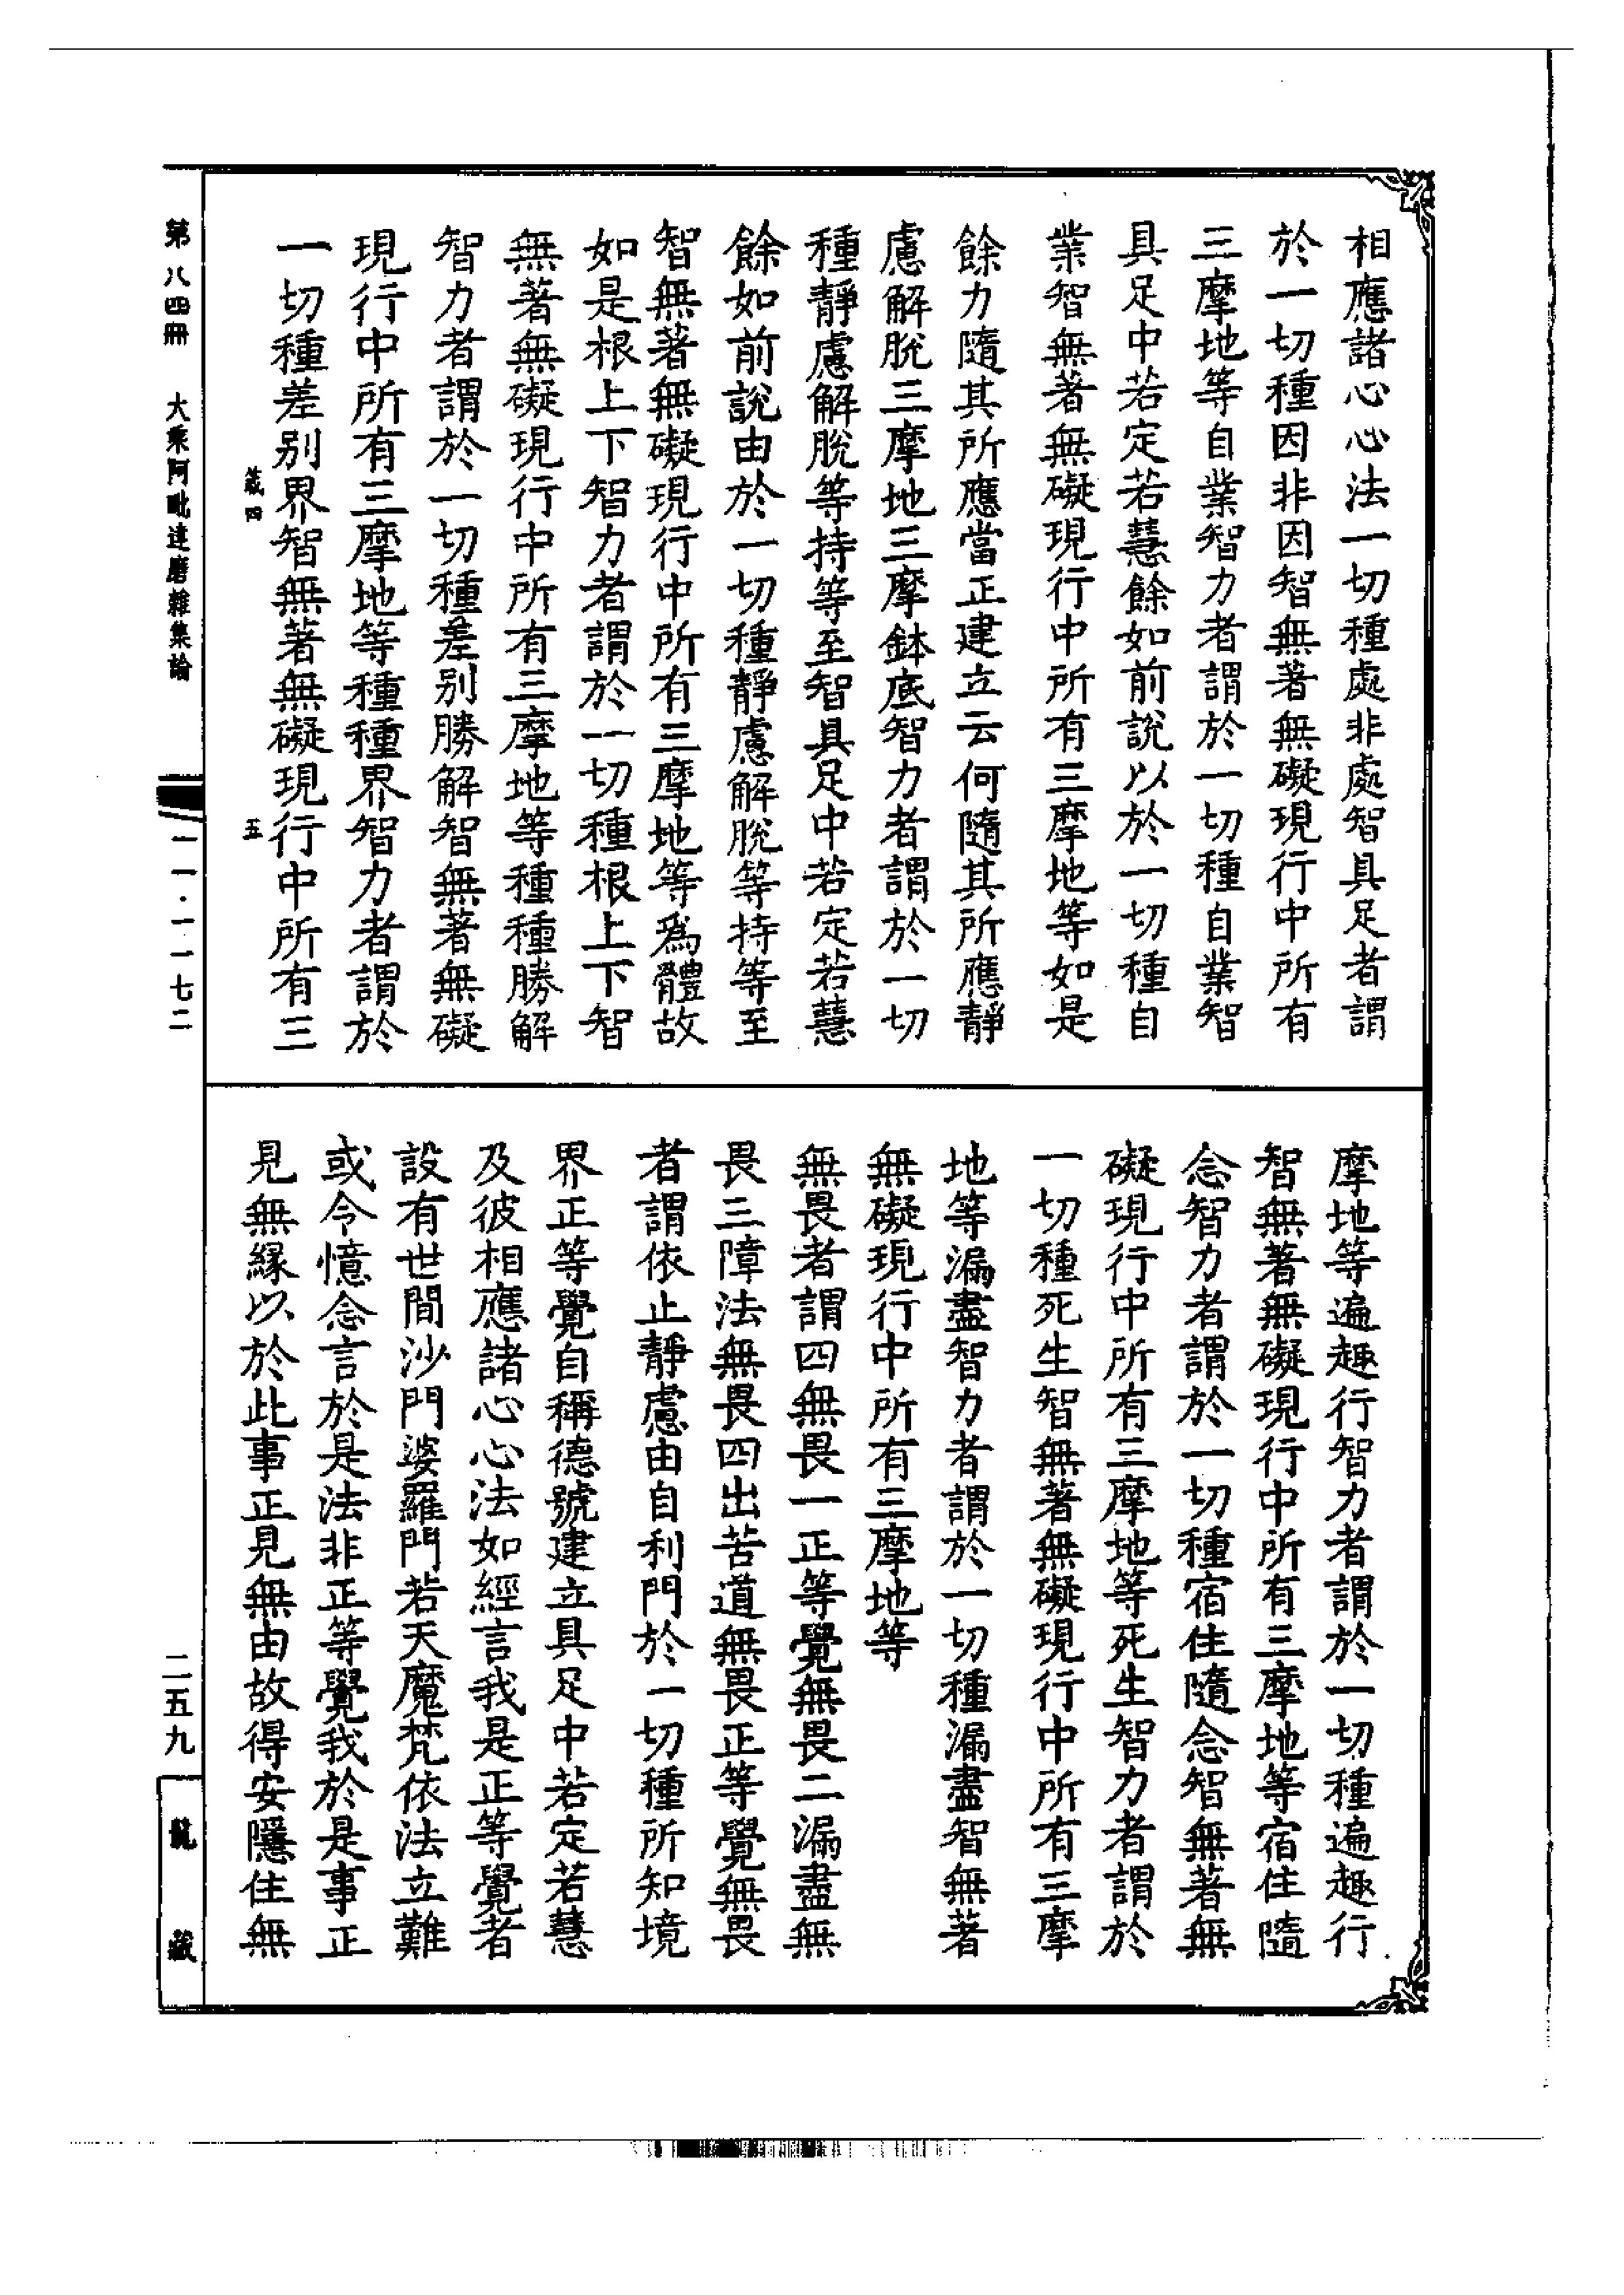 相應諸心心法一切種處非處智具足者謂
於一切種因非因智無著無礙現行中所有
三摩地等自業智力者謂於一切種自業智
具足中若定若慧餘如前説以於一切種自
業智無著無礙現行中所有三摩地等如是
餘力隨其所應當正建立云何隨其所應靜
慮解脫三摩地三摩鉢底智力者謂於一切
種靜慮解脫等持等至智具足中若定若慧
餘如前説由於一切種靜慮解脫等持等至
智無著無礙現行中所有三摩地等爲體故
如是根上下智力者謂於一切種根上下智
無著無礙現行中所有三摩地等種種勝解
智力者謂於一切種差别勝解智無著無礙
現行中所有三摩地等種種界智力者謂於
一切種差别界智無著無礙現行中所有三
藏四
五
摩地等遍趣行智力者謂於一切種遍趣行
智無著無礙現行中所有三摩地等宿住隨
念智力者謂於一切種宿住隨念智無著無
礙現行中所有三摩地等死生智力者謂於
一切種死生智無著無礙現行中所有三摩
地等漏盡智力者謂於一切種漏盡智無著
無礙現行中所有三摩地等
無畏者謂四無畏一正等覺無畏二漏盡無
畏三障法無畏四出苦道無畏正等覺無畏
者謂依止靜慮由自利門於一切種所知境
界正等覺自稱德號建立具足中若定若慧
及彼相應諸心心法如經言我是正等覺者
設有世間沙門婆羅門若天魔梵依法立難
或令憶念言於是法非正等覺我於是事正
見無緣以於此事正見無由故得安隱住無
第八四冊
大乘阿毗達磨雜集論
一一·一一七二
二五九
龍藏